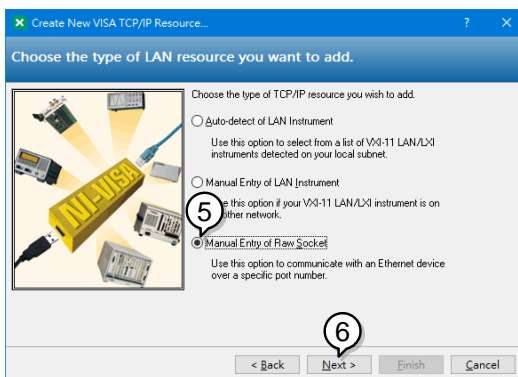 Create New VISA TCP/IP Resource... ? ×
Choose the type of LAN resource you want to add.
Choose the type of TCP/IP resource you wish to add.
Auto-detect of LAN Instrument
Use this option to select from a list of VXI-11 LAN/LXI
instruments detected on your local subnet.
Manual Entry of LAN Instrument
this option if your VXI-11 LAN/LXI instrument is on
network.
5
Manual Entry of Raw Socket
Use this option to communicate with an Ethernet device
over a specific port number.
NI-VISA
6
< Back Next > Finish Cancel